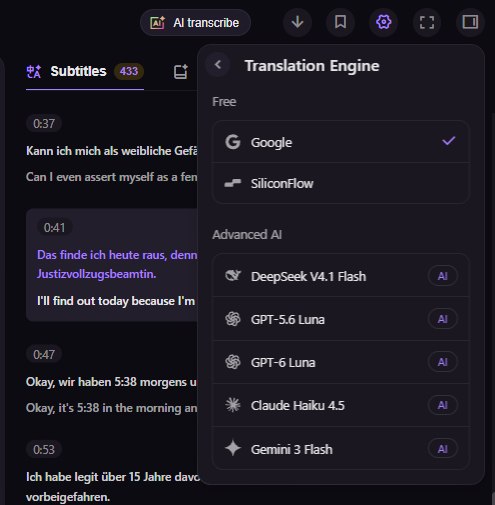 AI transcribe
Subtitles 433
Translation Engine
Free
Google
SiliconFlow
Advanced AI
DeepSeek V4.1 Flash AI
GPT-5.6 Luna AI
GPT-6 Luna AI
Claude Haiku 4.5 AI
Gemini 3 Flash AI
0:37
Kann ich mich als weibliche
Can I even assert myself as a
0:41
Das finde ich heute raus, denn
Justizvollzugsbeamtin.
I'll find out today because I'm
0:47
Okay, wir haben 5:38 morgens
Okay, it's 5:38 in the morning
0:53
Ich habe legit über 15 Jahre
vorbeigefahren.